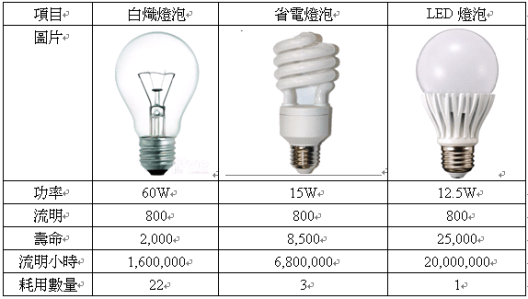 項目 白熾燈泡 省電燈泡 LED 燈泡
圖片
功率 60W 15W 12.5W
流明 800 800 800
壽命 2,000 8,500 25,000
流明小時 1,600,000 6,800,000 20,000,000
耗用數量 22 3 1